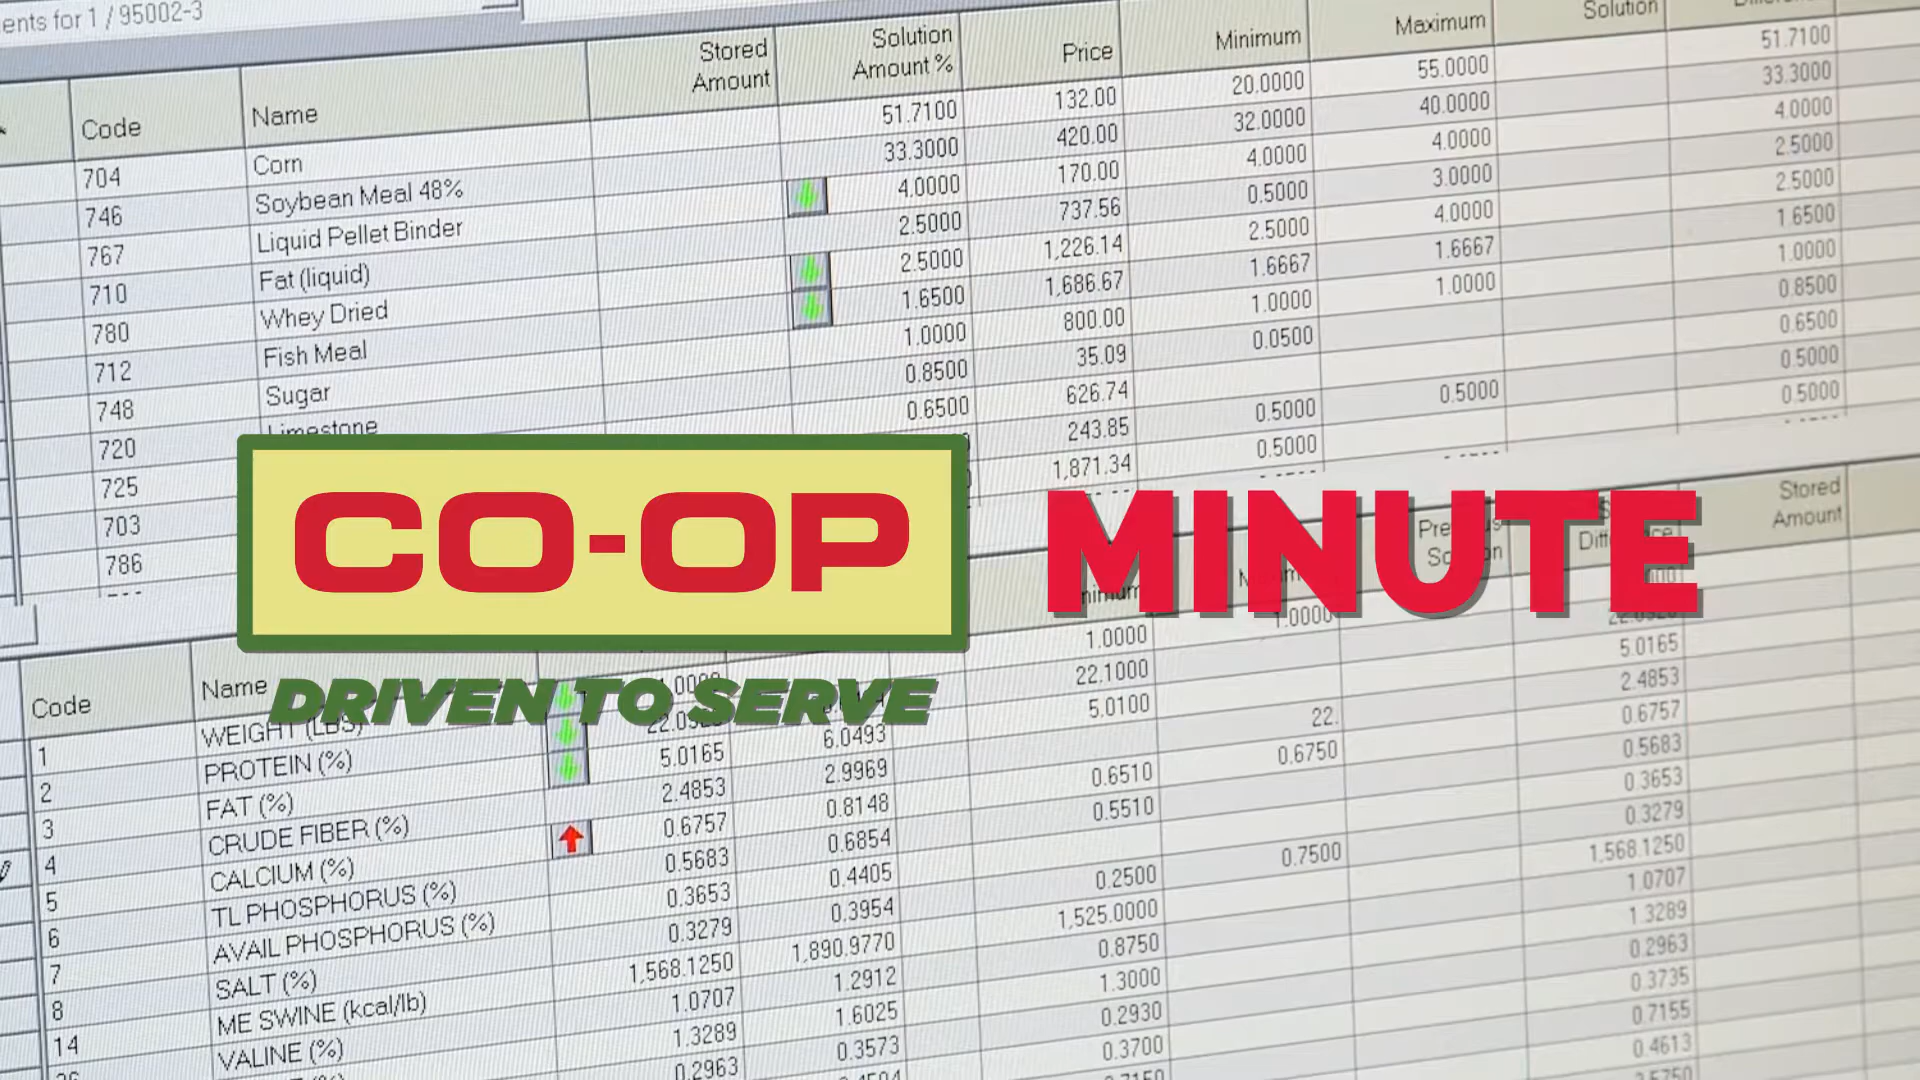 ents for 1 / 95002-3
Code Name Stored Amount Solution Amount % Price Minimum Maximum Solution
704 Corn 51.7100 132.00 20.0000 55.0000 51.7100
746 Soybean Meal 48% 33.3000 420.00 32.0000 40.0000 33.3000
767 Liquid Pellet Binder 4.0000 170.00 4.0000 4.0000 4.0000
710 Fat (liquid) 2.5000 737.56 0.5000 3.0000 2.5000
780 Whey Dried 2.5000 1,226.14 2.5000 4.0000 2.5000
712 Fish Meal 1.6500 1,686.67 1.6667 1.6667 1.6500
748 Sugar 1.0000 800.00 1.0000 1.0000 1.0000
720 Limestone 0.8500 35.09 0.0500 0.8500
725 0.6500 626.74 0.6500
703 243.85 0.5000 0.5000 0.5000
786 1,871.34 0.5000 0.5000
CO-OP MINUTE
DRIVEN TO SERVE
Code Name Stored Amount
1 WEIGHT (LBS) 1.0000 1.0000
2 PROTEIN (%) 22.1000
3 FAT (%) 5.0165 6.0493 5.0100 5.0165
4 CRUDE FIBER (%) 2.4853 2.9969 22. 2.4853
5 CALCIUM (%) 0.6757 0.8148 0.6510 0.6750 0.6757
6 TL PHOSPHORUS (%) 0.5683 0.6854 0.5510 0.5683
7 AVAIL PHOSPHORUS (%) 0.3653 0.4405 0.3653
8 SALT (%) 0.3279 0.3954 0.2500 0.7500 0.3279
14 ME SWINE (kcal/lb) 1,568.1250 1,890.9770 1,525.0000 1,568.1250
VALINE (%) 1.0707 1.2912 0.8750 1.0707
1.3289 1.6025 1.3000 1.3289
0.2963 0.3573 0.2930 0.2963
0.3700 0.3735
0.7155
0.4613